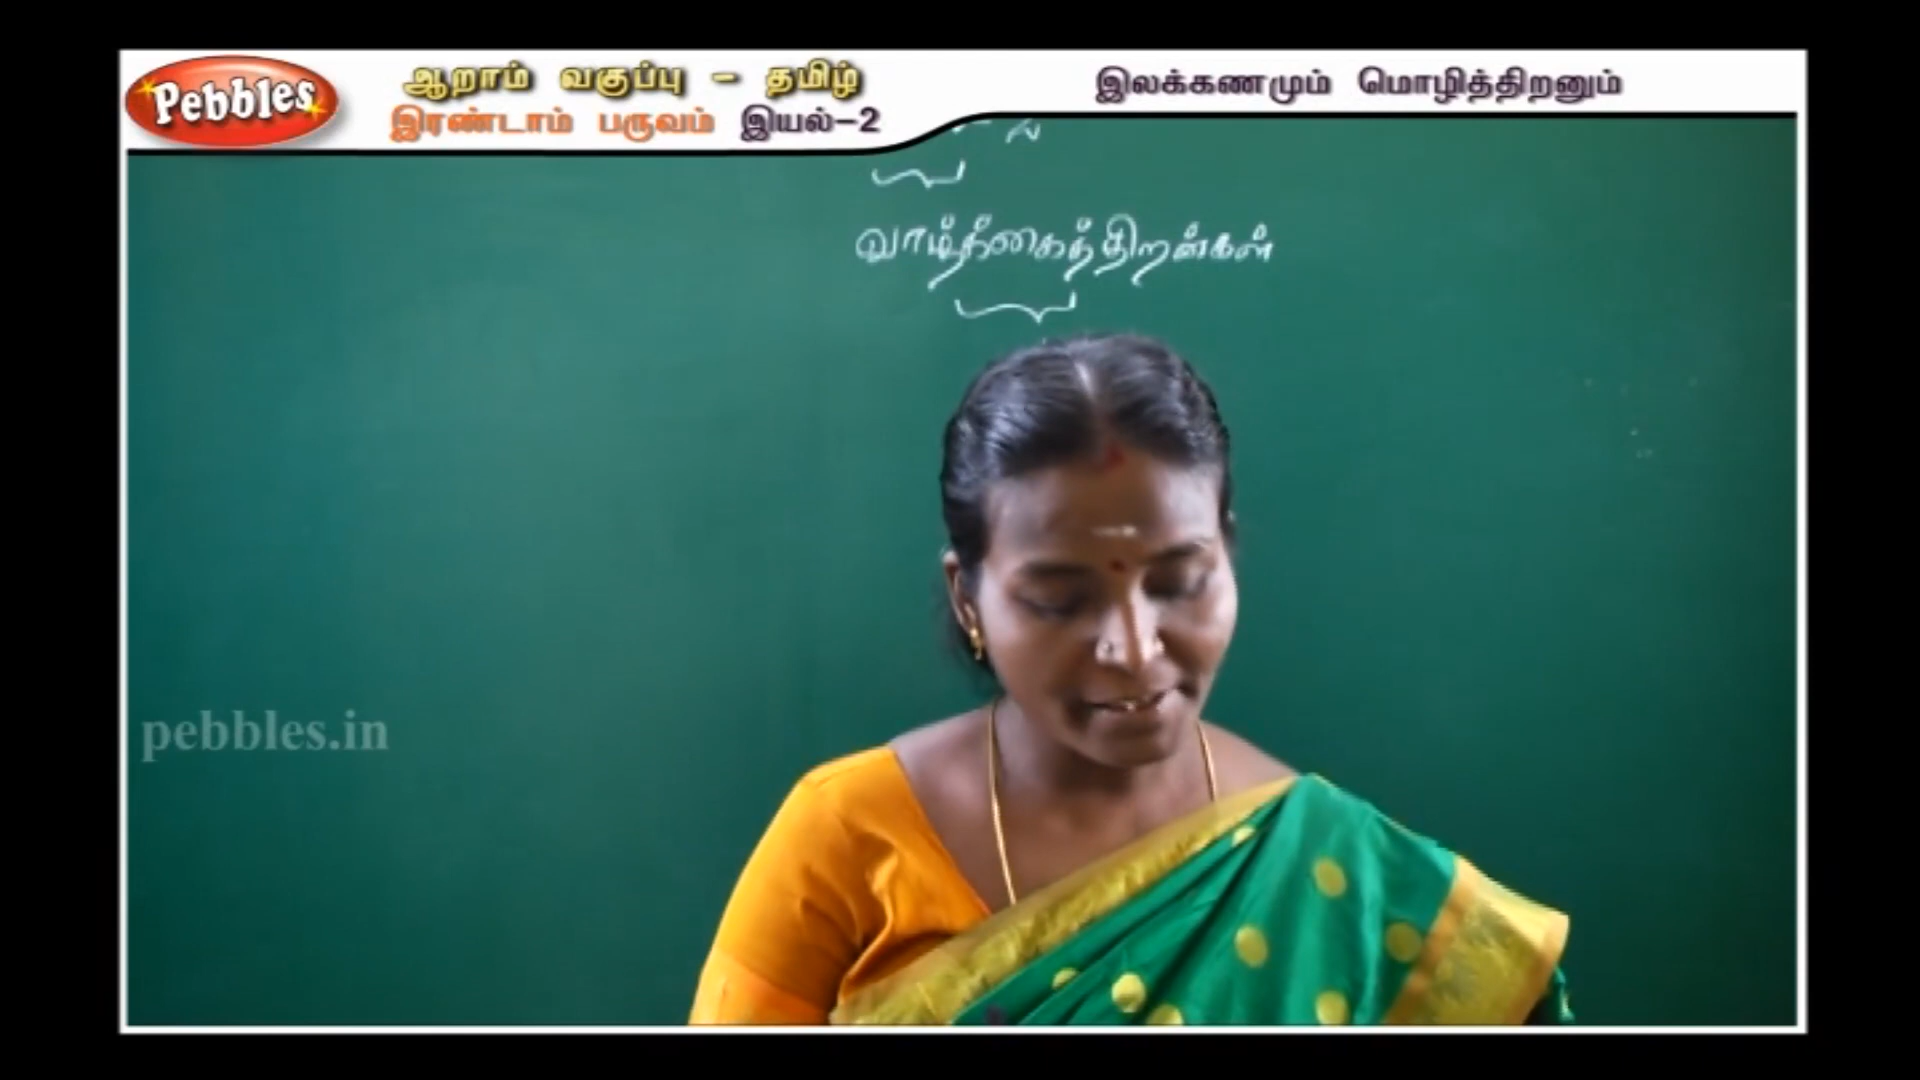 Pebbles
ஆறாம் வகுப்பு - தமிழ்
இரண்டாம் பருவம் இயல்-2
இலக்கணமும் மொழித்திறனும்
வாழ்க்கைத்திறன்கள்
pebbles.in